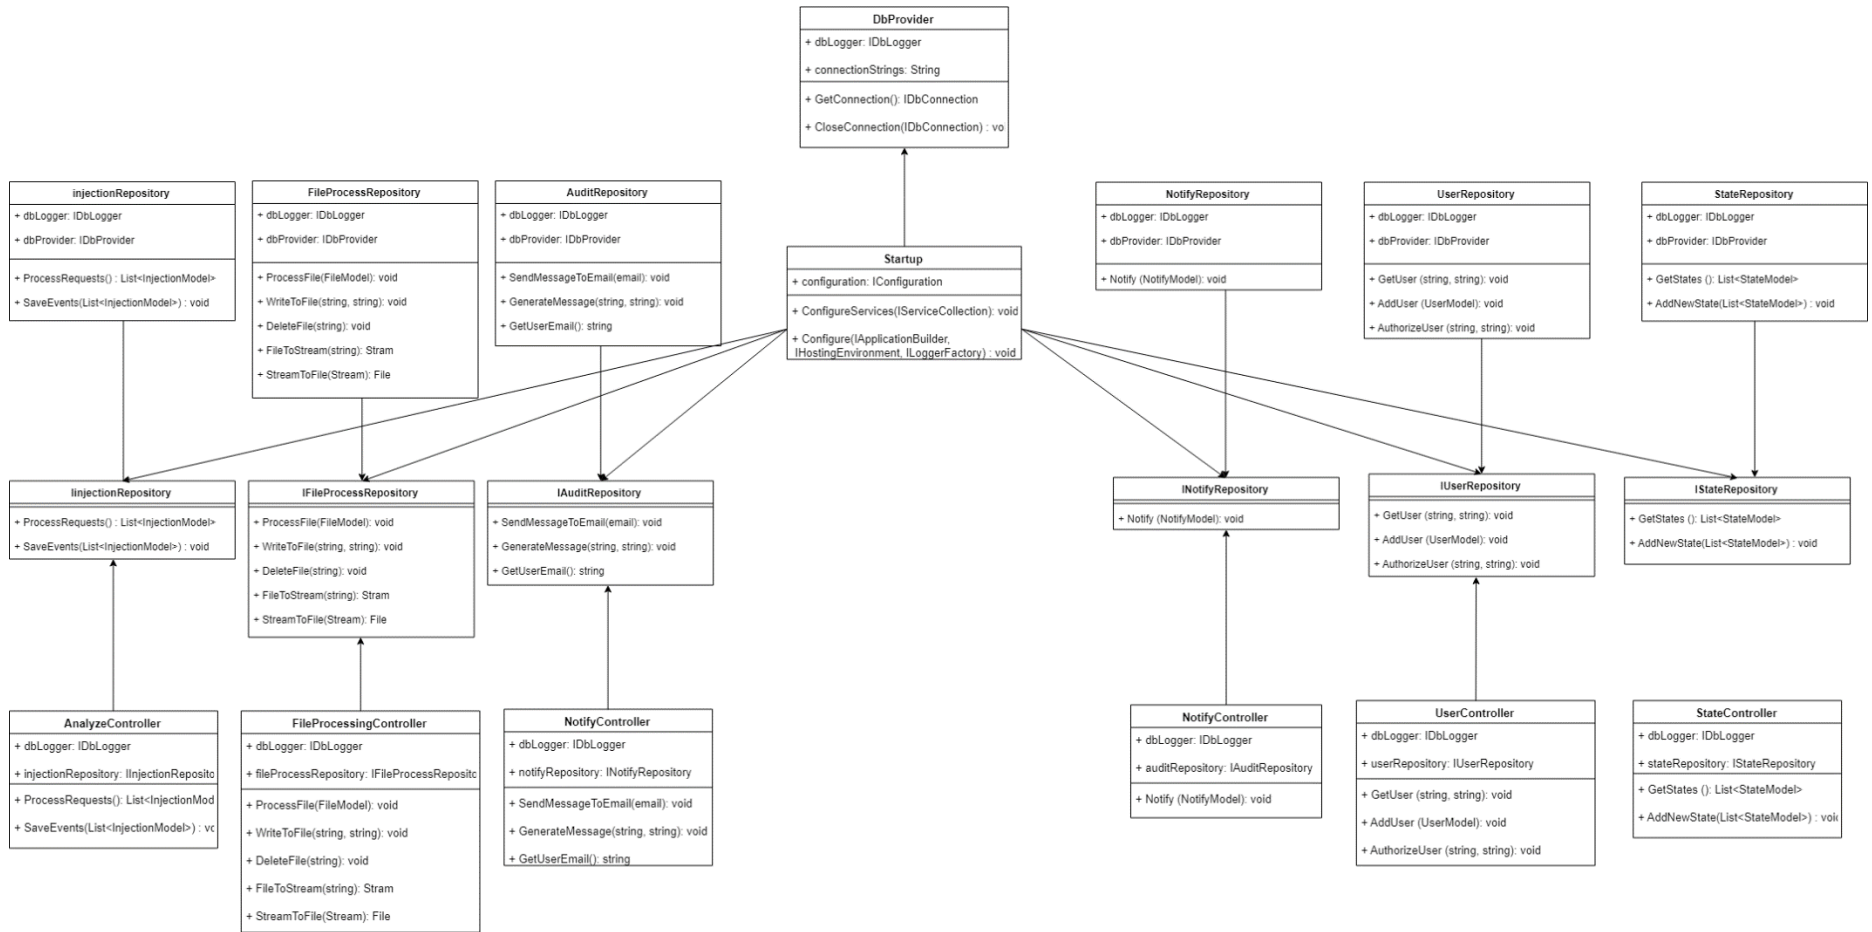 DbProvider
+ dbLogger: IDbLogger
+ connectionStrings: String
+ GetConnection(): IDbConnection
+ CloseConnection(IDbConnection) : vo
injectionRepository
+ dbLogger: IDbLogger
+ dbProvider: IDbProvider
+ ProcessRequests() : List<InjectionModel>
+ SaveEvents(List<InjectionModel>) : void
FileProcessRepository
+ dbLogger: IDbLogger
+ dbProvider: IDbProvider
+ ProcessFile(FileModel): void
+ WriteToFile(string, string): void
+ DeleteFile(string): void
+ FileToStream(string): Stram
+ StreamToFile(Stream): File
AuditRepository
+ dbLogger: IDbLogger
+ dbProvider: IDbProvider
+ SendMessageToEmail(email): void
+ GenerateMessage(string, string): void
+ GetUserEmail(): string
Startup
+ configuration: IConfiguration
+ ConfigureServices(IServiceCollection): void
+ Configure(IApplicationBuilder,
IHostingEnvironment, ILoggerFactory) : void
NotifyRepository
+ dbLogger: IDbLogger
+ dbProvider: IDbProvider
+ Notify (NotifyModel): void
UserRepository
+ dbLogger: IDbLogger
+ dbProvider: IDbProvider
+ GetUser (string, string): void
+ AddUser (UserModel): void
+ AuthorizeUser (string, string): void
StateRepository
+ dbLogger: IDbLogger
+ dbProvider: IDbProvider
+ GetStates (): List<StateModel>
+ AddNewState(List<StateModel>) : void
IinjectionRepository
+ ProcessRequests() : List<InjectionModel>
+ SaveEvents(List<InjectionModel>) : void
IFileProcessRepository
+ ProcessFile(FileModel): void
+ WriteToFile(string, string): void
+ DeleteFile(string): void
+ FileToStream(string): Stram
+ StreamToFile(Stream): File
IAuditRepository
+ SendMessageToEmail(email): void
+ GenerateMessage(string, string): void
+ GetUserEmail(): string
INotifyRepository
+ Notify (NotifyModel): void
IUserRepository
+ GetUser (string, string): void
+ AddUser (UserModel): void
+ AuthorizeUser (string, string): void
IStateRepository
+ GetStates (): List<StateModel>
+ AddNewState(List<StateModel>) : void
AnalyzeController
+ dbLogger: IDbLogger
+ injectionRepository: IInjectionReposito
+ ProcessRequests(): List<InjectionMod
+ SaveEvents(List<InjectionModel>) : vo
FileProcessingController
+ dbLogger: IDbLogger
+ fileProcessRepository: IFileProcessReposito
+ ProcessFile(FileModel): void
+ WriteToFile(string, string): void
+ DeleteFile(string): void
+ FileToStream(string): Stram
+ StreamToFile(Stream): File
NotifyController
+ dbLogger: IDbLogger
+ notifyRepository: INotifyRepository
+ SendMessageToEmail(email): void
+ GenerateMessage(string, string): void
+ GetUserEmail(): string
NotifyController
+ dbLogger: IDbLogger
+ auditRepository: IAuditRepository
+ Notify (NotifyModel): void
UserController
+ dbLogger: IDbLogger
+ userRepository: IUserRepository
+ GetUser (string, string): void
+ AddUser (UserModel): void
+ AuthorizeUser (string, string): void
StateController
+ dbLogger: IDbLogger
+ stateRepository: IStateRepository
+ GetStates (): List<StateModel>
+ AddNewState(List<StateModel>) : voi